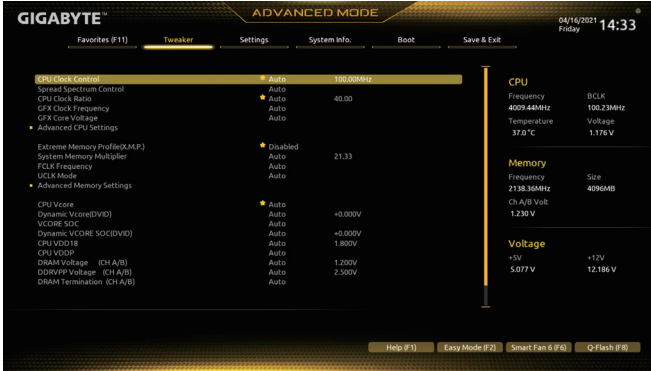 GIGABYTE™
ADVANCED MODE
04/16/2021
Friday
14:33
Favorites (F11) Tweaker Settings System Info. Boot Save & Exit
CPU Clock Control Auto 100.00MHz
Spread Spectrum Control Auto
CPU Clock Ratio Auto 40.00
GFX Clock Frequency Auto
GFX Core Voltage Auto
Advanced CPU Settings
Extreme Memory Profile(X.M.P.) Disabled
System Memory Multiplier Auto 21.33
FCLK Frequency Auto
UCLK Mode Auto
Advanced Memory Settings
CPU Vcore Auto
Dynamic Vcore(DVID) Auto +0.000V
VCORE SOC Auto
Dynamic VCORE SOC(DVID) Auto +0.000V
CPU VDD18 Auto 1.800V
CPU VDDP Auto
DRAM Voltage (CH A/B) Auto 1.200V
DDRVPP Voltage (CH A/B) Auto 2.500V
DRAM Termination (CH A/B) Auto
CPU
Frequency BCLK
4009.44MHz 100.23MHz
Temperature Voltage
37.0°C 1.176 V
Memory
Frequency Size
2138.36MHz 4096MB
Ch A/B Volt
1.230 V
Voltage
+5V +12V
5.077 V 12.186 V
Help (F1) Easy Mode (F2) Smart Fan 6 (F6) Q-Flash (F8)